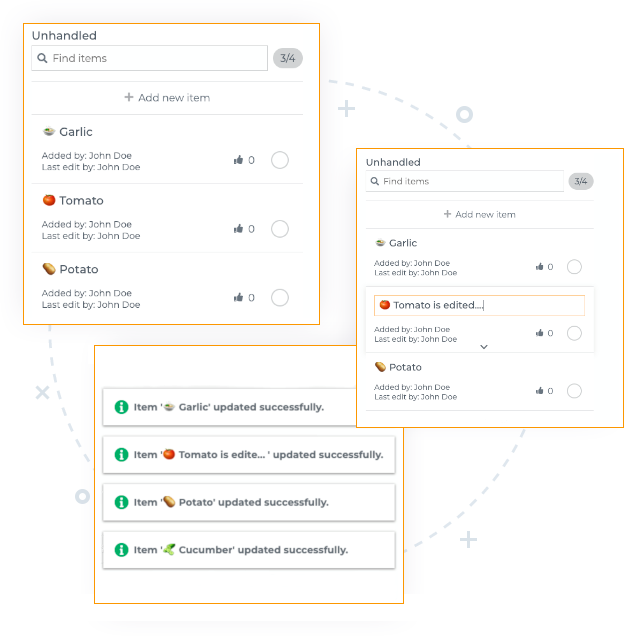 Unhandled
Find items
3/4
+ Add new item
Garlic
Added by: John Doe
Last edit by: John Doe
0
Tomato
Added by: John Doe
Last edit by: John Doe
0
Potato
Added by: John Doe
Last edit by: John Doe
0
Unhandled
Find items
3/4
+ Add new item
Garlic
Added by: John Doe
Last edit by: John Doe
0
Tomato is edited....
Added by: John Doe
Last edit by: John Doe
0
Potato
Added by: John Doe
Last edit by: John Doe
0
Item '🥗 Garlic' updated successfully.
Item '🍅 Tomato is edite... ' updated successfully.
Item '🥔 Potato' updated successfully.
Item '🥬 Cucumber' updated successfully.